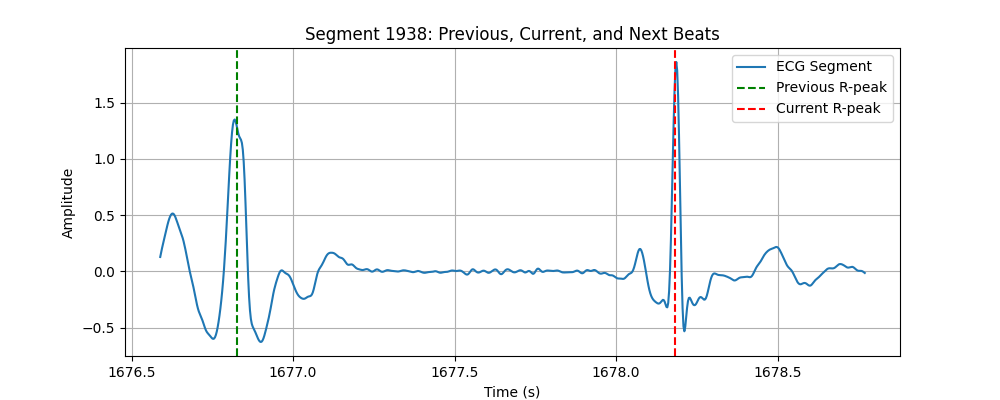 Segment 1938: Previous, Current, and Next Beats
ECG Segment
Previous R-peak
Current R-peak
1.5
1.0
0.5
0.0
−0.5
Amplitude
1676.5 1677.0 1677.5 1678.0 1678.5
Time (s)